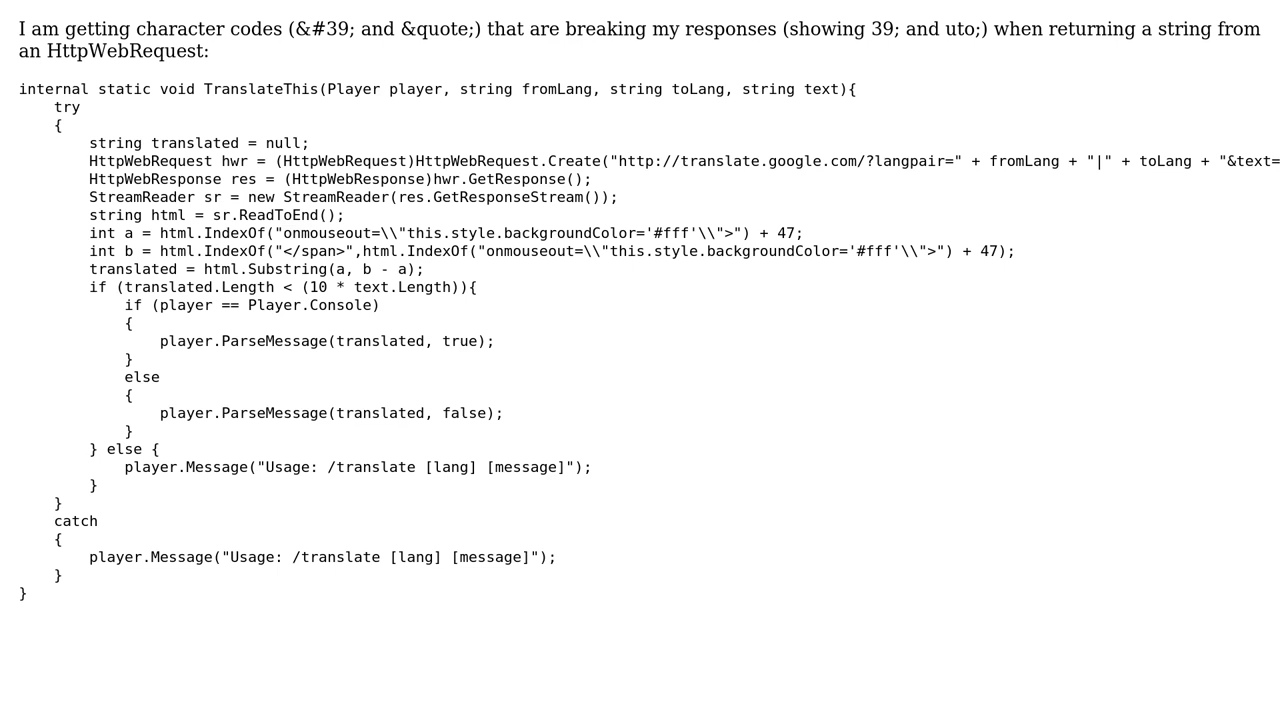 I am getting character codes (&#39; and &quote;) that are breaking my responses (showing 39; and uto;) when returning a string from
an HttpWebRequest:
internal static void TranslateThis(Player player, string fromLang, string toLang, string text){
    try
    {
        string translated = null;
        HttpWebRequest hwr = (HttpWebRequest)HttpWebRequest.Create("http://translate.google.com/?langpair=" + fromLang + "|" + toLang + "&text=
        HttpWebResponse res = (HttpWebResponse)hwr.GetResponse();
        StreamReader sr = new StreamReader(res.GetResponseStream());
        string html = sr.ReadToEnd();
        int a = html.IndexOf("onmouseout=\\"this.style.backgroundColor='#fff'\\">") + 47;
        int b = html.IndexOf("</span>",html.IndexOf("onmouseout=\\"this.style.backgroundColor='#fff'\\">") + 47);
        translated = html.Substring(a, b - a);
        if (translated.Length < (10 * text.Length)){
            if (player == Player.Console)
            {
                player.ParseMessage(translated, true);
            }
            else
            {
                player.ParseMessage(translated, false);
            }
        } else {
            player.Message("Usage: /translate [lang] [message]");
        }
    }
    catch
    {
        player.Message("Usage: /translate [lang] [message]");
    }
}